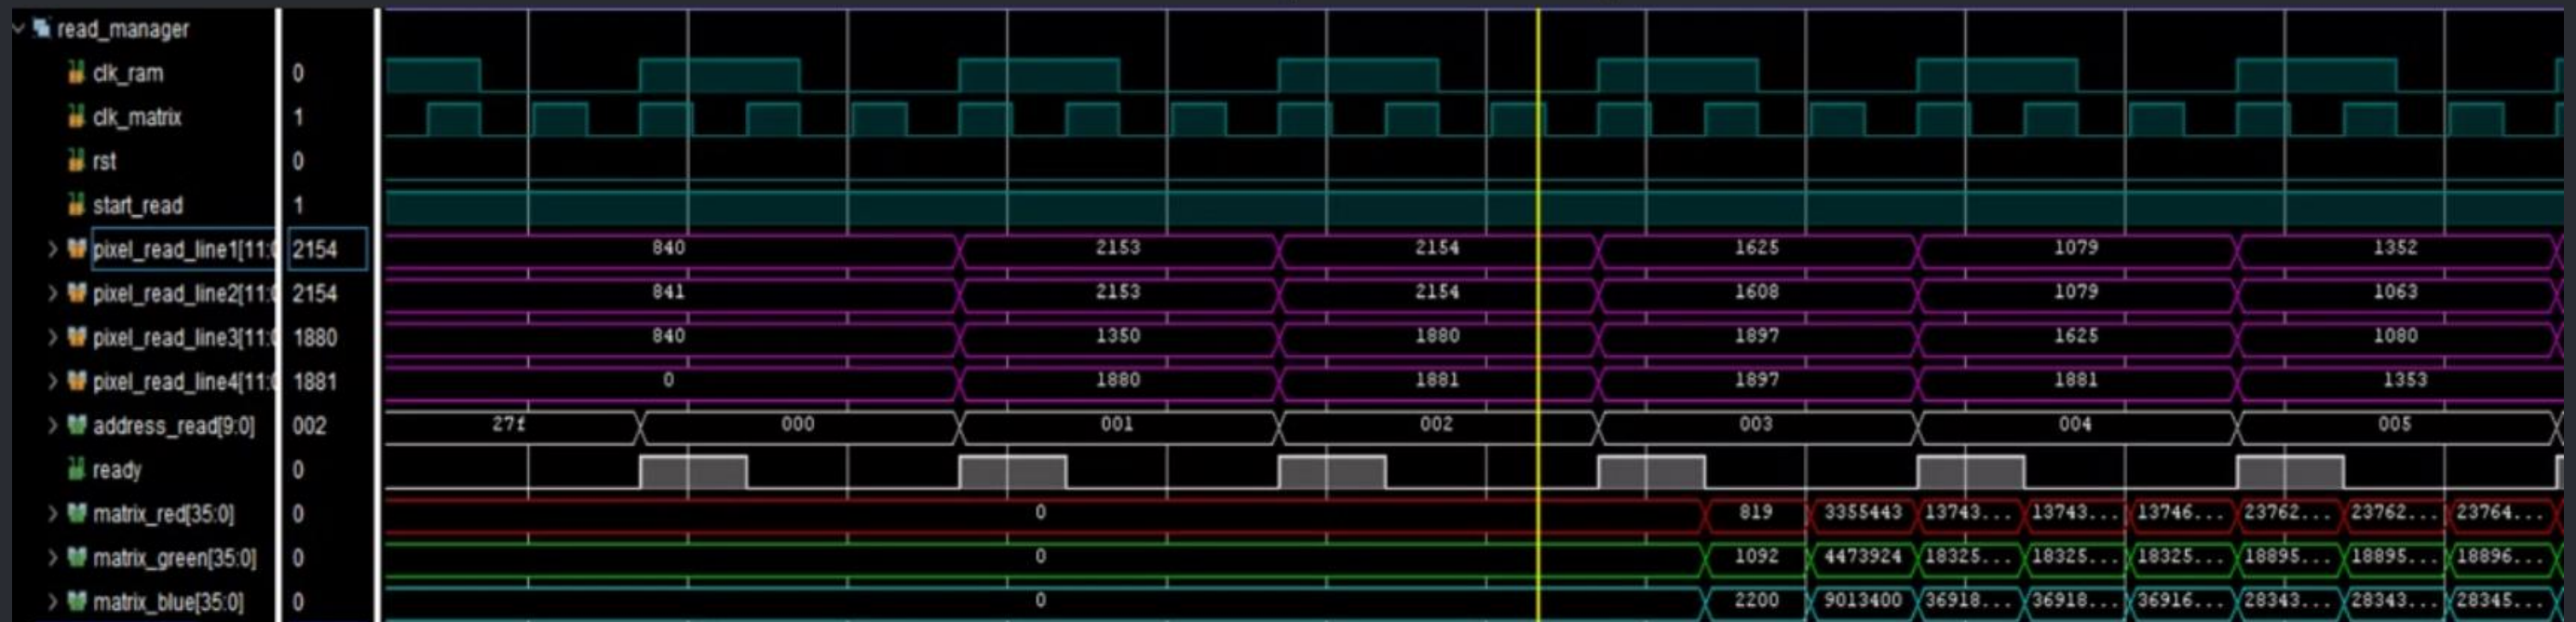 read_manager
clk_ram 0
clk_matrix 1
rst 0
start_read 1
pixel_read_line1[11:0 2154 840 2153 2154 1625 1079 1352
pixel_read_line2[11:0 2154 841 2153 2154 1608 1079 1063
pixel_read_line3[11:0 1880 840 1350 1880 1897 1625 1080
pixel_read_line4[11:0 1881 0 1880 1881 1897 1881 1353
address_read[9:0] 002 27f 000 001 002 003 004 005
ready 0
matrix_red[35:0] 0 0 819 3355443 13743... 13743... 13746... 23762... 23762... 23764...
matrix_green[35:0] 0 0 1092 4473924 18325... 18325... 18325... 18895... 18895... 18896...
matrix_blue[35:0] 0 0 2200 9013400 36918... 36918... 36916... 28343... 28343... 28345...